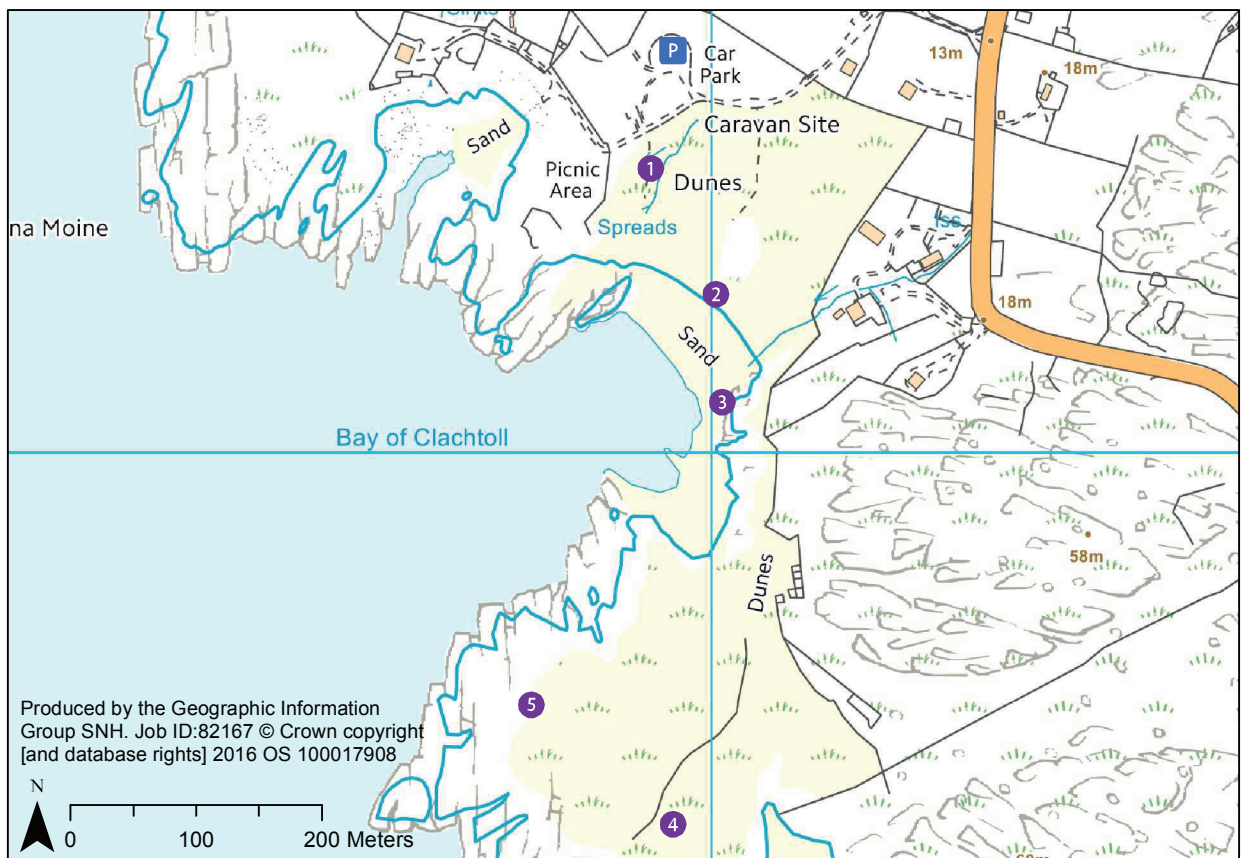 P
Car
Park
13m
18m
Sand
Caravan Site
Picnic
Area
1
Dunes
na Moine
Spreads
Iss
2
18m
Sand
3
Bay of Clachtoll
58m
Dunes
5
Produced by the Geographic Information
Group SNH. Job ID:82167 © Crown copyright
[and database rights] 2016 OS 100017908
N
0 100 200 Meters
4